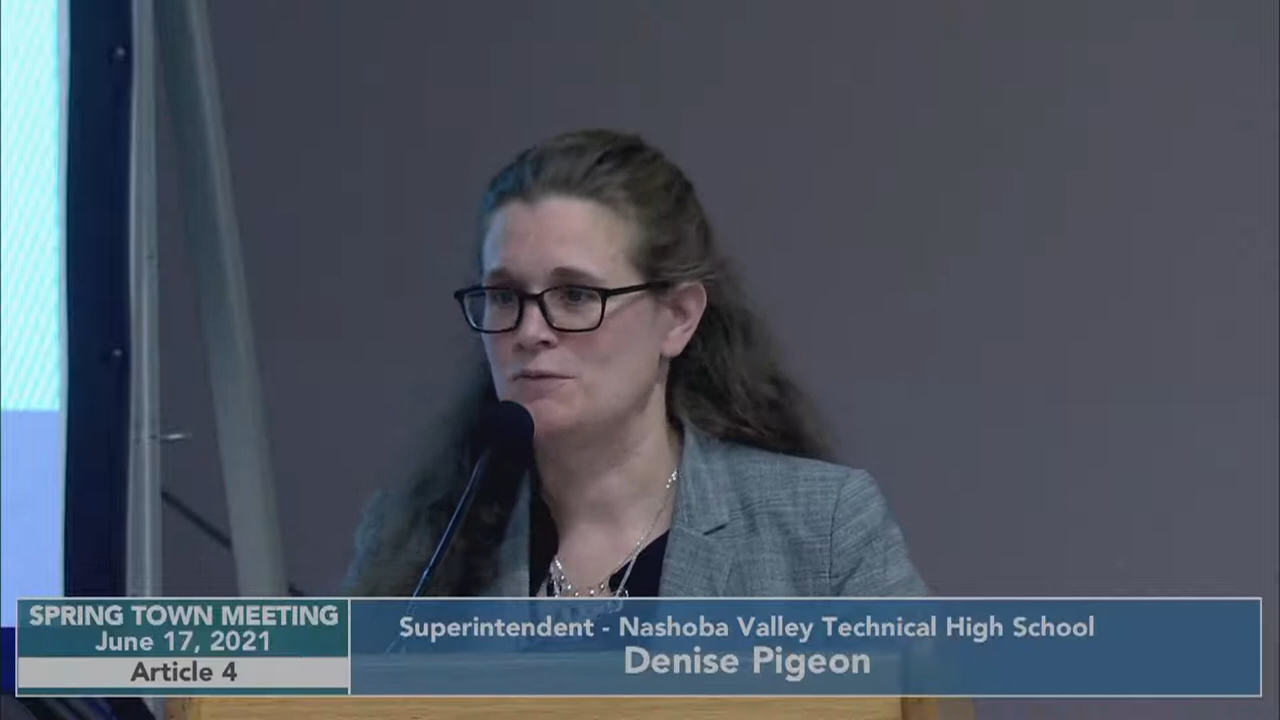 SPRING TOWN MEETING
June 17, 2021
Article 4
Superintendent - Nashoba Valley Technical High School
Denise Pigeon